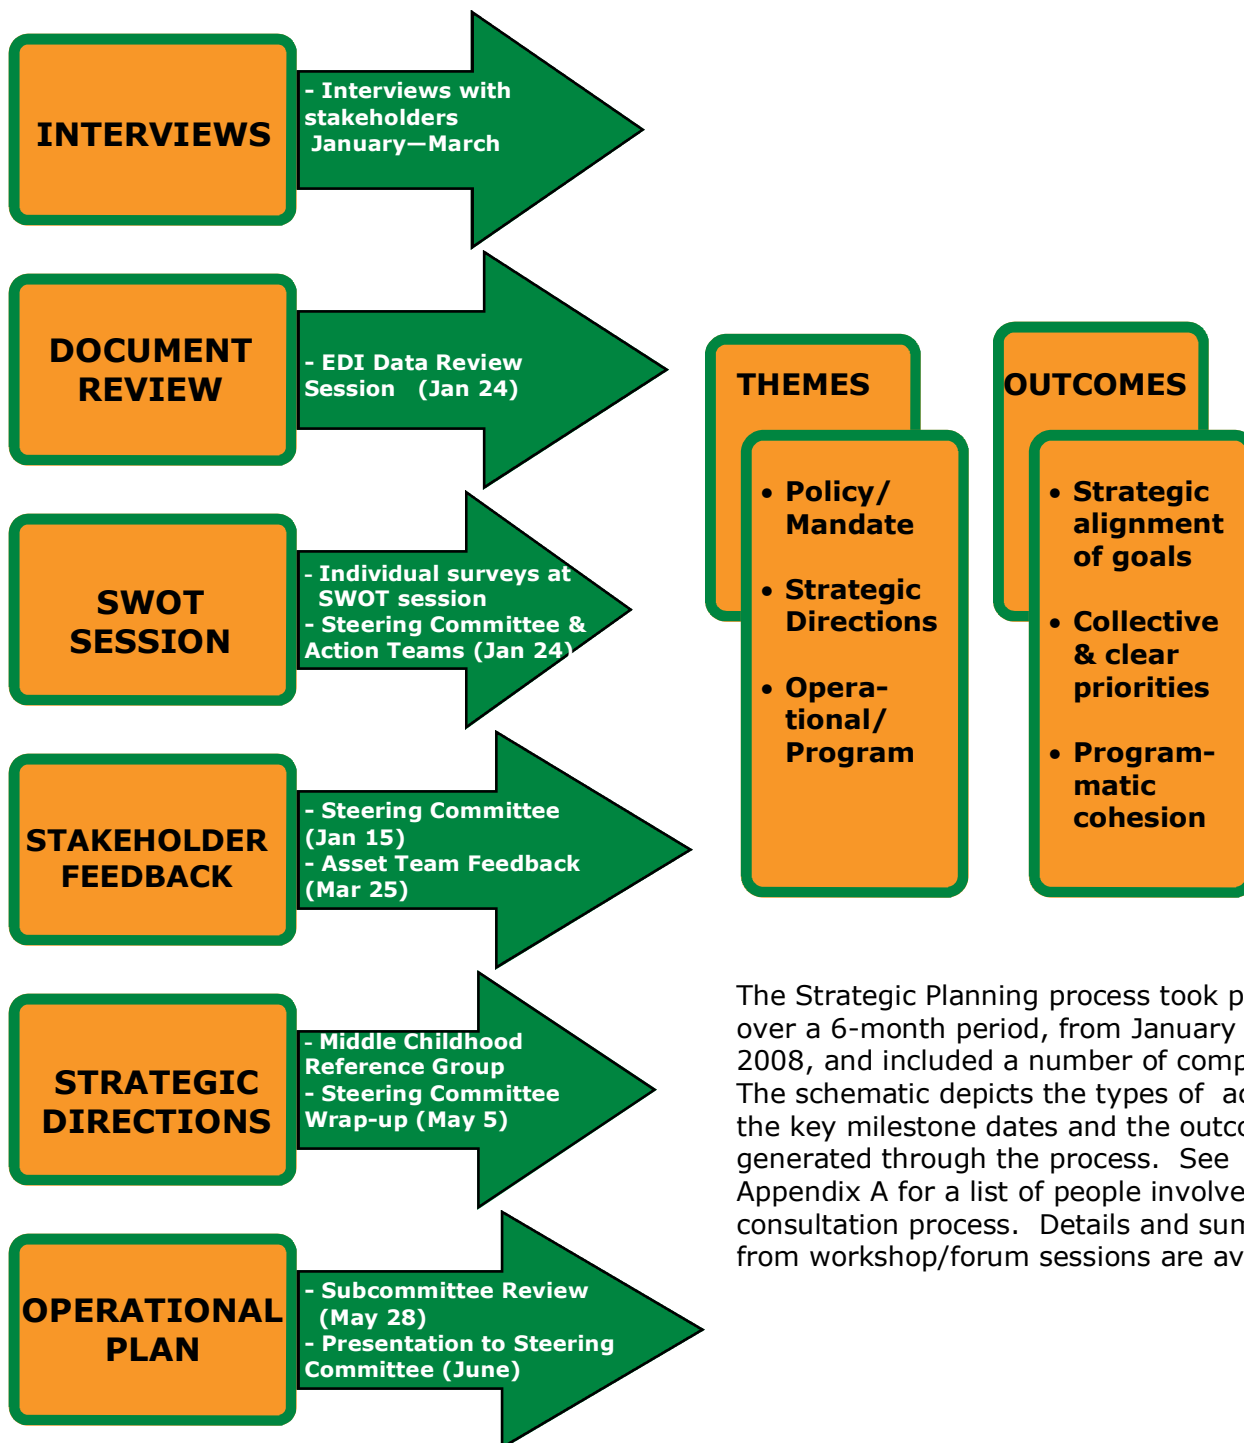 INTERVIEWS
- Interviews with
stakeholders
January—March
DOCUMENT
REVIEW
- EDI Data Review
Session (Jan 24)
SWOT
SESSION
- Individual surveys at
SWOT session
- Steering Committee &
Action Teams (Jan 24)
STAKEHOLDER
FEEDBACK
- Steering Committee
(Jan 15)
- Asset Team Feedback
(Mar 25)
STRATEGIC
DIRECTIONS
- Middle Childhood
Reference Group
- Steering Committee
Wrap-up (May 5)
OPERATIONAL
PLAN
- Subcommittee Review
(May 28)
- Presentation to Steering
Committee (June)
THEMES
• Policy/
Mandate
• Strategic
Directions
• Opera-
tional/
Program
OUTCOMES
• Strategic
alignment
of goals
• Collective
& clear
priorities
• Program-
matic
cohesion
The Strategic Planning process took p
over a 6-month period, from January
2008, and included a number of comp
The schematic depicts the types of ac
the key milestone dates and the outco
generated through the process. See
Appendix A for a list of people involve
consultation process. Details and sum
from workshop/forum sessions are av